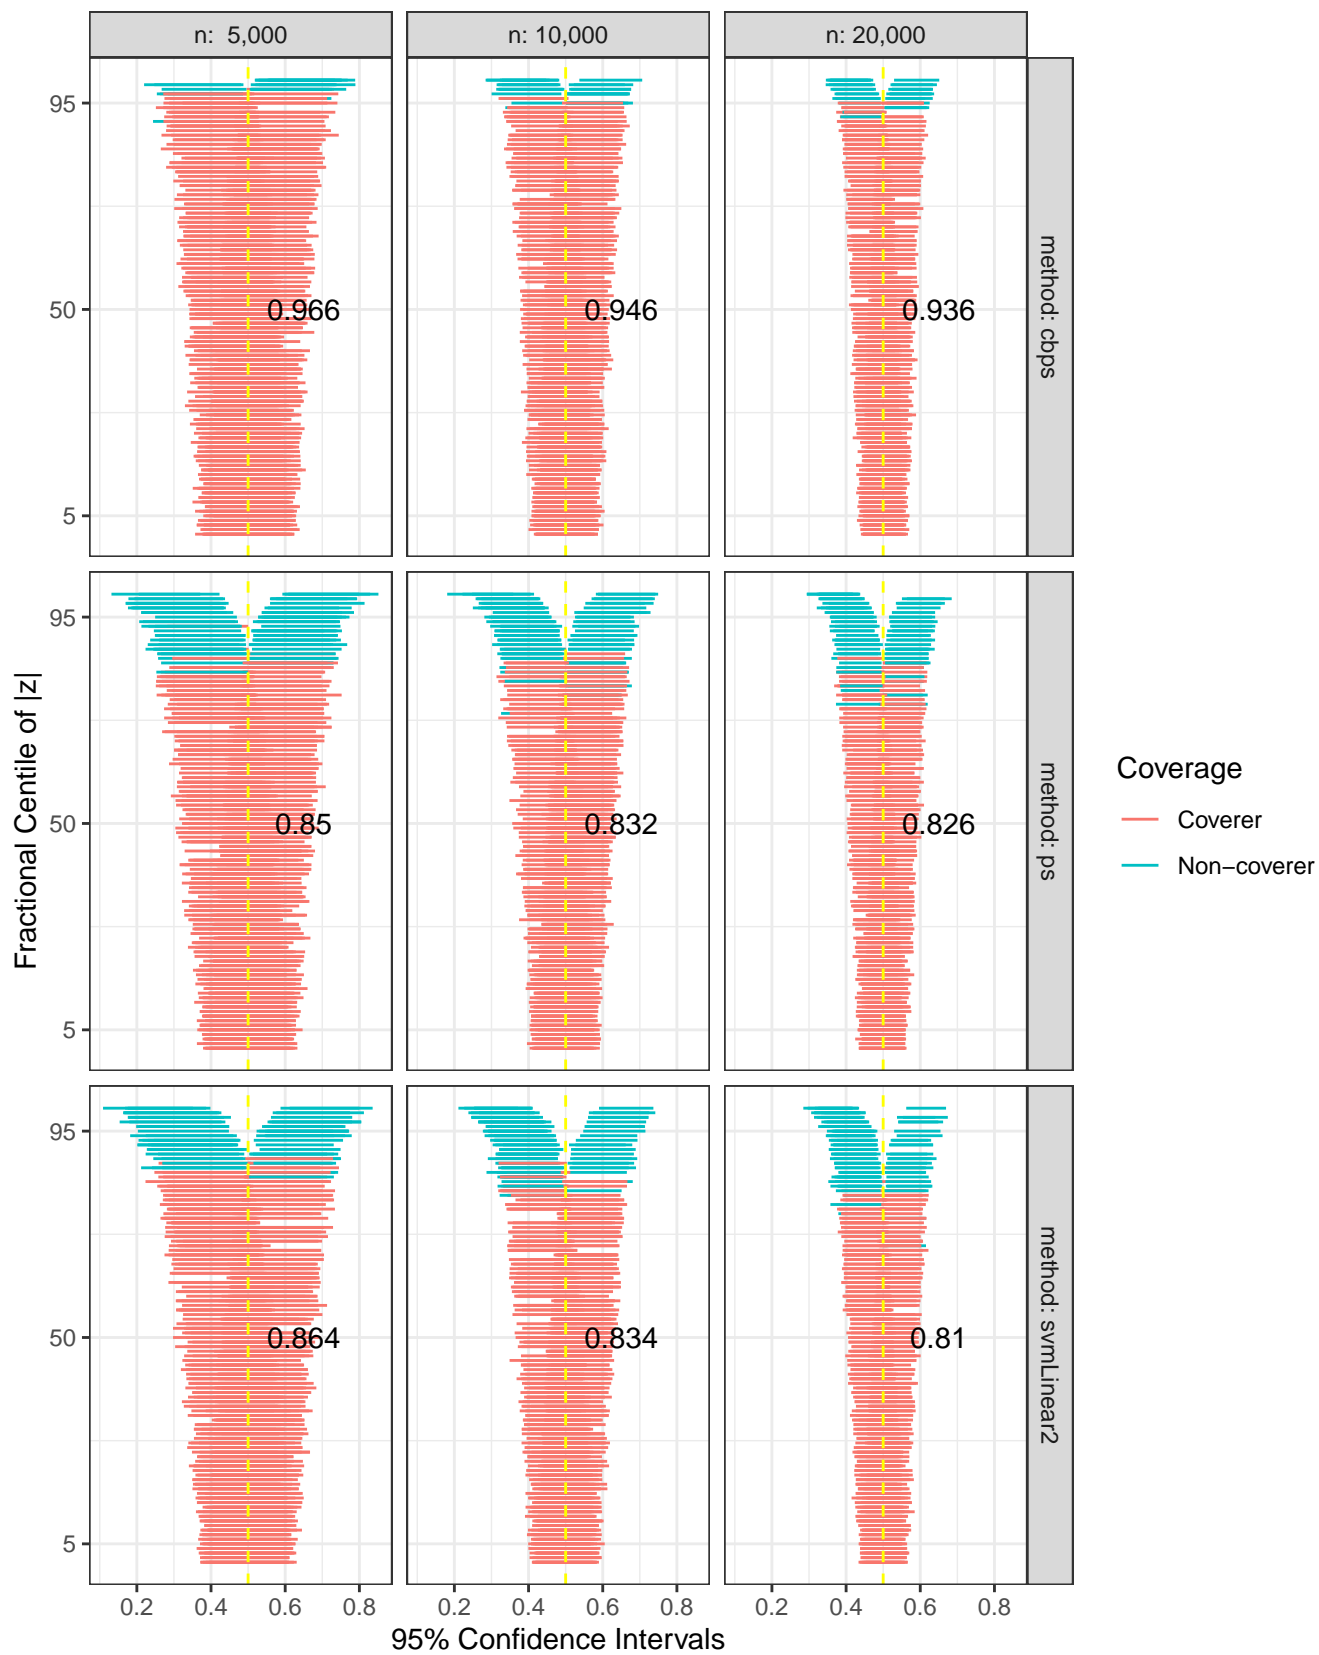 n:  5,000
n: 10,000
n: 20,000
95
50
5
0.966
0.946
0.936
method: cbps
95
50
5
0.85
0.832
0.826
method: ps
95
50
5
0.864
0.834
0.81
method: svmLinear2
0.2 0.4 0.6 0.8
0.2 0.4 0.6 0.8
0.2 0.4 0.6 0.8
95% Confidence Intervals
Fractional Centile of |z|
Coverage
Coverer
Non−coverer